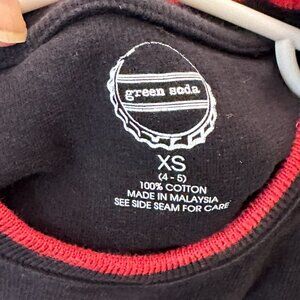 green soda
XS
(4 - 5)
100% COTTON
MADE IN MALAYSIA
SEE SIDE SEAM FOR CARE